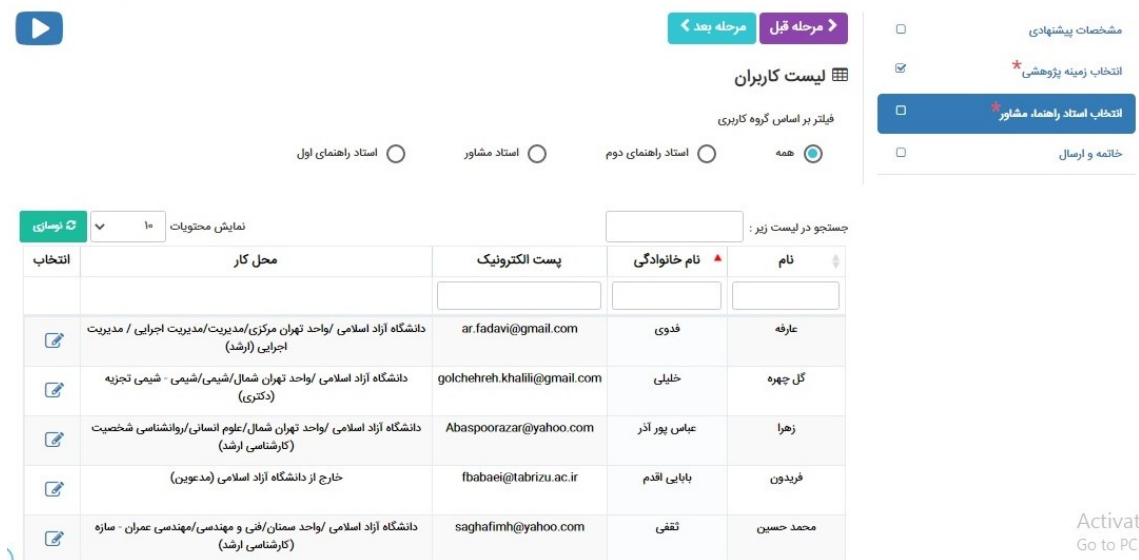 مشخصات پیشنهادی
انتخاب زمینه پژوهشی*
انتخاب استاد راهنما، مشاور*
خاتمه و ارسال
مرحله قبل
مرحله بعد
لیست کاربران
فیلتر بر اساس گروه کاربری
همه
استاد راهنمای دوم
استاد مشاور
استاد راهنمای اول
جستجو در لیست زیر :
نمایش محتویات ۱۰
نوسازی
نام نام خانوادگی پست الکترونیک محل کار انتخاب
عارفه فدوی ar.fadavi@gmail.com دانشگاه آزاد اسلامی /واحد تهران مرکزی/مدیریت/مدیریت اجرایی / مدیریت
اجرایی (ارشد)
گل چهره خلیلی golchehreh.khalili@gmail.com دانشگاه آزاد اسلامی /واحد تهران شمال/شیمی/شیمی - شیمی تجزیه
(دکتری)
زهرا عباس پور آذر Abaspoorazar@yahoo.com دانشگاه آزاد اسلامی /واحد تهران شمال/علوم انسانی/روانشناسی شخصیت
(کارشناسی ارشد)
فریدون بابایی اقدم fbabaei@tabrizu.ac.ir خارج از دانشگاه آزاد اسلامی (مدعوین)
محمد حسین ثقفی saghafimh@yahoo.com دانشگاه آزاد اسلامی /واحد سمنان/فنی و مهندسی/مهندسی عمران - سازه
(کارشناسی ارشد)
Activat
Go to PC